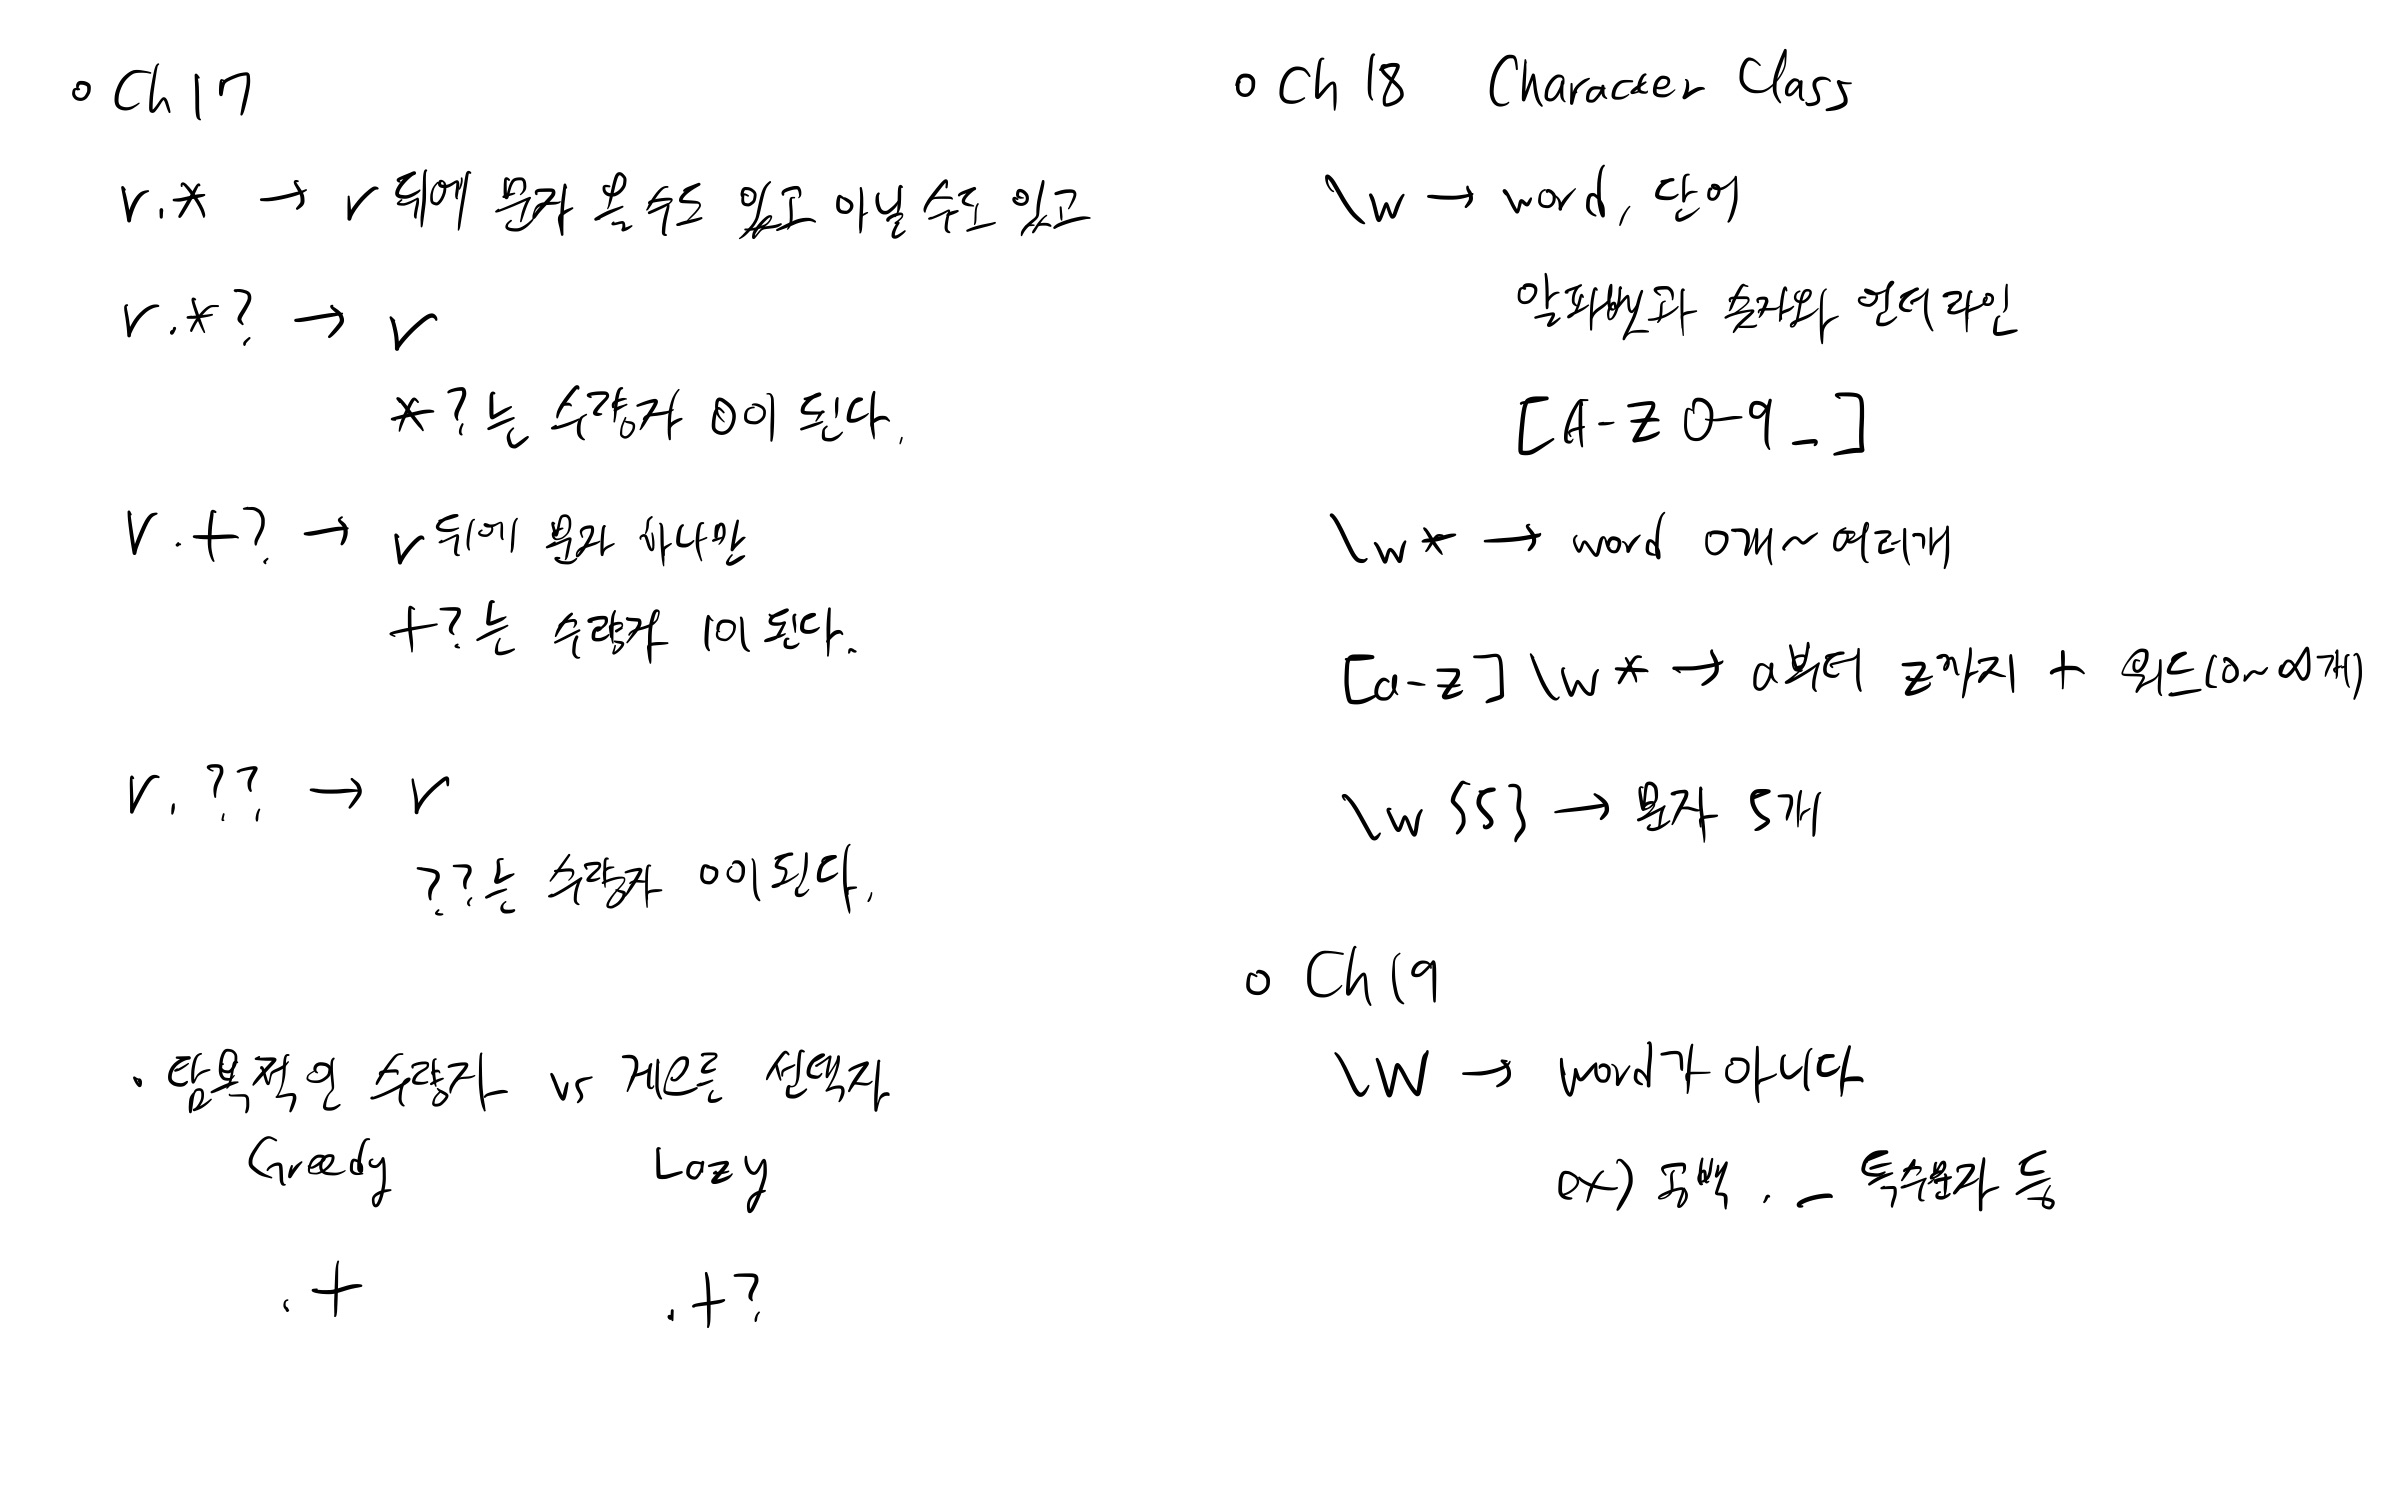 o Ch 17
r.* → r 뒤에 문자 올 수도 있고 아닐 수도 있고
r.*? → r
*?는 수량자 0이 된다.
r.+? → r 뒤에 문자 하나만
+?는 수량자 1이 된다.
r.?? → r
??는 수량자 0이 된다.
· 탐욕적인 수량자 vs 게으른 선택자
Greedy Lazy
.+ .+?
o Ch 18 Character Class
\w → word, 단어
알파벳과 숫자와 언더라인
[A-Z 0-9_]
\w* → word 0개~여러개
[a-z]\w* → a부터 z까지 + 워드(0~∞개)
\w{5} → 문자 5개
o Ch 19
\W → word가 아니다
ex) 공백. _ 특수문자 등